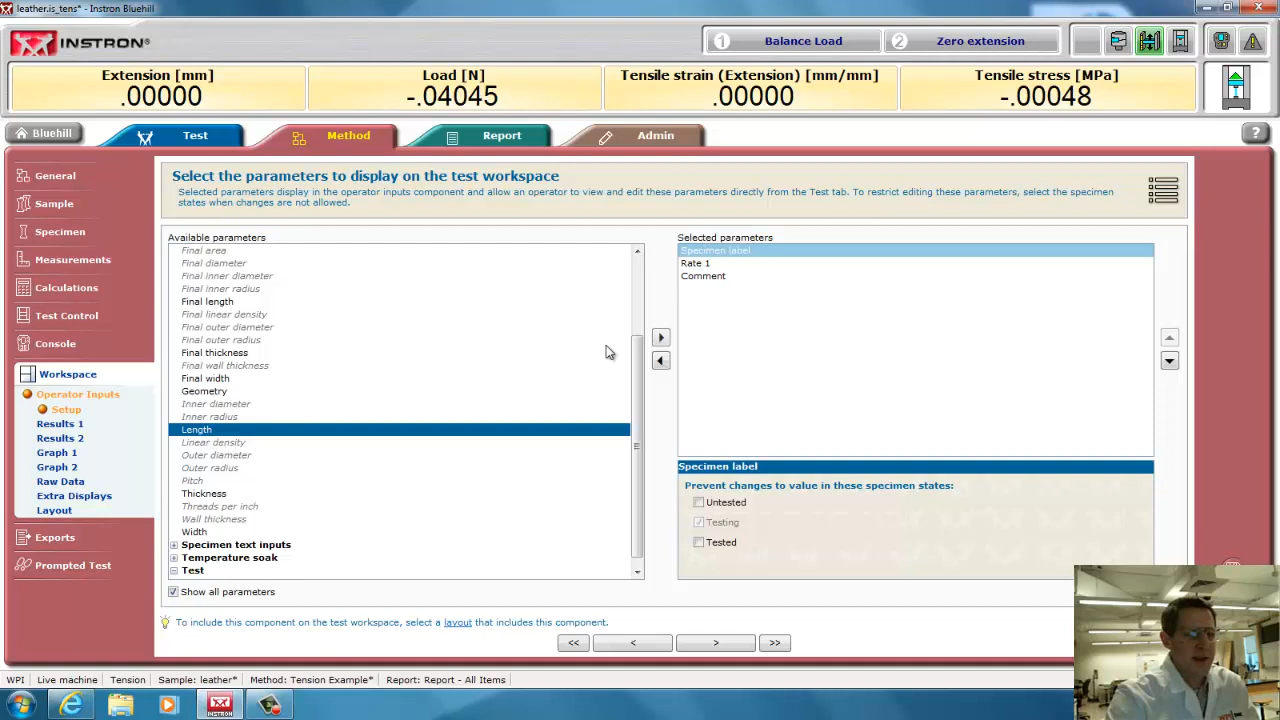 leather.is_tens* - Instron Bluehill
INSTRON®
1 Balance Load
2 Zero extension
Extension [mm]
.00000
Load [N]
-.04045
Tensile strain (Extension) [mm/mm]
.00000
Tensile stress [MPa]
-.00048
Bluehill
Test
Method
Report
Admin
?
General
Sample
Specimen
Measurements
Calculations
Test Control
Console
Workspace
Operator Inputs
Setup
Results 1
Results 2
Graph 1
Graph 2
Raw Data
Extra Displays
Layout
Exports
Prompted Test
Select the parameters to display on the test workspace
Selected parameters display in the operator inputs component and allow an operator to view and edit these parameters directly from the Test tab. To restrict editing these parameters, select the specimen
states when changes are not allowed.
Available parameters
Final area
Final diameter
Final inner diameter
Final inner radius
Final length
Final linear density
Final outer diameter
Final outer radius
Final thickness
Final wall thickness
Final width
Geometry
Inner diameter
Inner radius
Length
Linear density
Outer diameter
Outer radius
Pitch
Thickness
Threads per inch
Wall thickness
Width
Specimen text inputs
Temperature soak
Test
Show all parameters
Selected parameters
Specimen label
Rate 1
Comment
Specimen label
Prevent changes to value in these specimen states:
Untested
Testing
Tested
To include this component on the test workspace, select a layout that includes this component.
<< < > >>
WPI Live machine Tension Sample: leather* Method: Tension Example* Report: Report - All Items
INSTRON